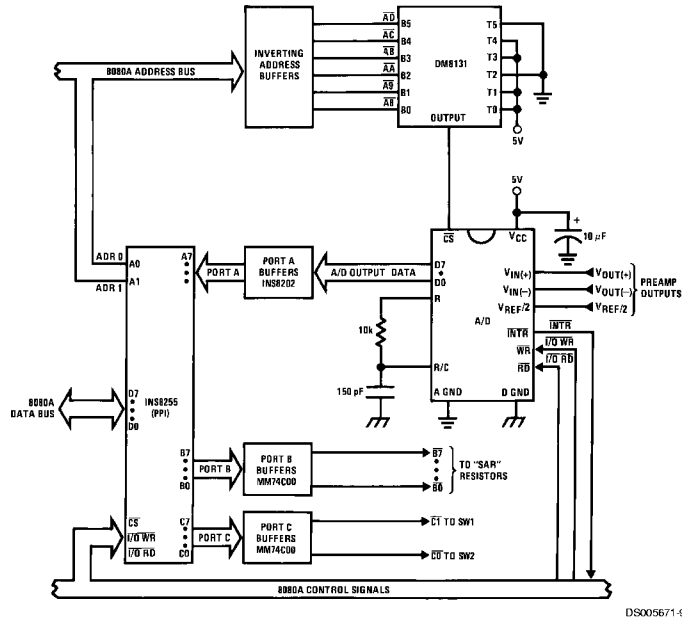 8080A ADDRESS BUS
INVERTING
ADDRESS
BUFFERS
AD
AC
AB
AA
A9
A8
B5
B4
B3
B2
B1
B0
DM8131
OUTPUT
T5
T4
T3
T2
T1
T0
5V
5V
10 µF
+
CS
VCC
ADR 0
ADR 1
A0
A1
A7
PORT A
PORT A
BUFFERS
INS8202
A/D OUTPUT DATA
D7
D0
R
10k
R/C
150 pF
A/D
VIN(+)
VIN(−)
VREF/2
INTR
WR
RD
A GND
D GND
VOUT(+)
VOUT(−)
VREF/2
PREAMP
OUTPUTS
INTR
I/O WR
I/O RD
8080A
DATA BUS
D7
D0
INS8255
(PPI)
B7
B0
PORT B
PORT B
BUFFERS
MM74C00
B7
B0
TO "SAR"
RESISTORS
CS
I/O WR
I/O RD
C7
C0
PORT C
PORT C
BUFFERS
MM74C00
C1 TO SW1
C0 TO SW2
8080A CONTROL SIGNALS
DS005671-9